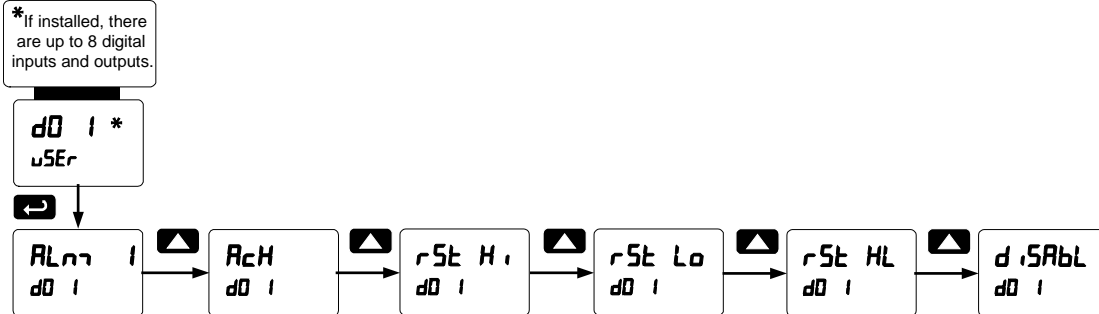 *If installed, there
are up to 8 digital
inputs and outputs.
dO 1 *
uSEr
ALm 1
dO 1
AcH
dO 1
rSt Hi
dO 1
rSt Lo
dO 1
rSt HL
dO 1
diSAbL
dO 1